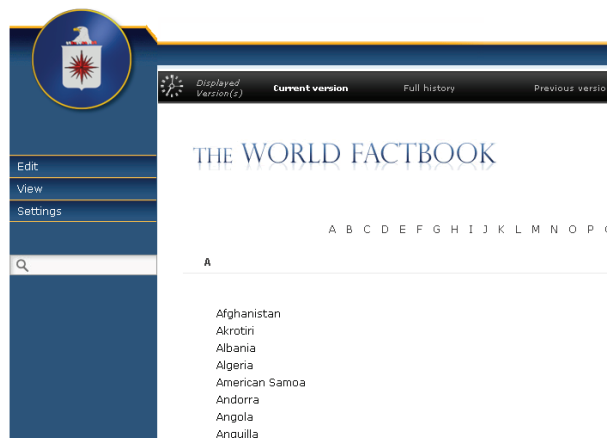 Displayed
Version(s)
Current version Full history Previous versio
THE WORLD FACTBOOK
Edit
View
Settings
A B C D E F G H I J K L M N O P
A
Afghanistan
Akrotiri
Albania
Algeria
American Samoa
Andorra
Angola
Anguilla